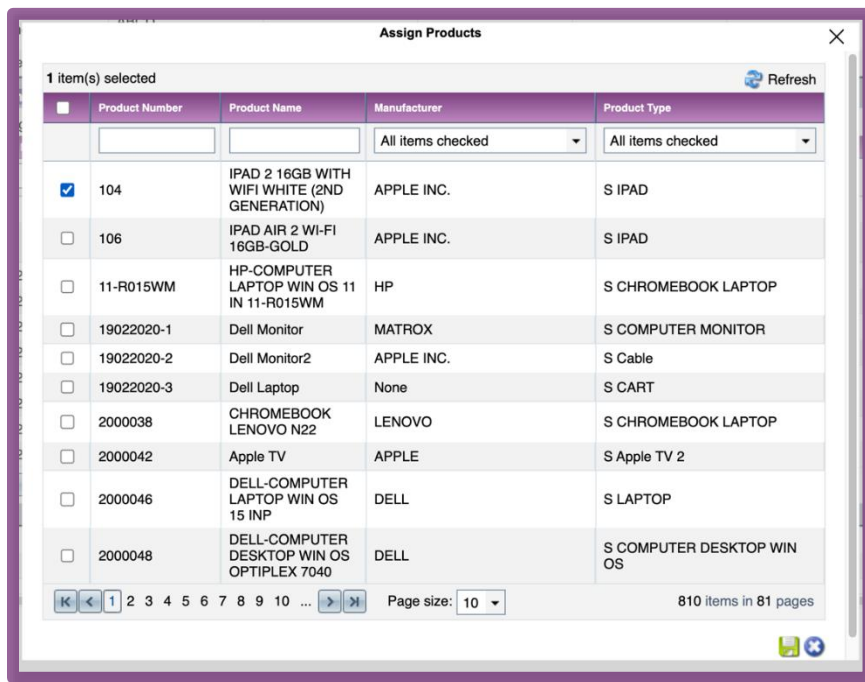 Assign Products
1 item(s) selected
Refresh
Product Number Product Name Manufacturer Product Type
All items checked All items checked
104 IPAD 2 16GB WITH WIFI WHITE (2ND GENERATION) APPLE INC. S IPAD
106 IPAD AIR 2 WI-FI 16GB-GOLD APPLE INC. S IPAD
11-R015WM HP-COMPUTER LAPTOP WIN OS 11 IN 11-R015WM HP S CHROMEBOOK LAPTOP
19022020-1 Dell Monitor MATROX S COMPUTER MONITOR
19022020-2 Dell Monitor2 APPLE INC. S Cable
19022020-3 Dell Laptop None S CART
2000038 CHROMEBOOK LENOVO N22 LENOVO S CHROMEBOOK LAPTOP
2000042 Apple TV APPLE S Apple TV 2
2000046 DELL-COMPUTER LAPTOP WIN OS 15 INP DELL S LAPTOP
2000048 DELL-COMPUTER DESKTOP WIN OS OPTIPLEX 7040 DELL S COMPUTER DESKTOP WIN OS
1 2 3 4 5 6 7 8 9 10 ... Page size: 10 810 items in 81 pages